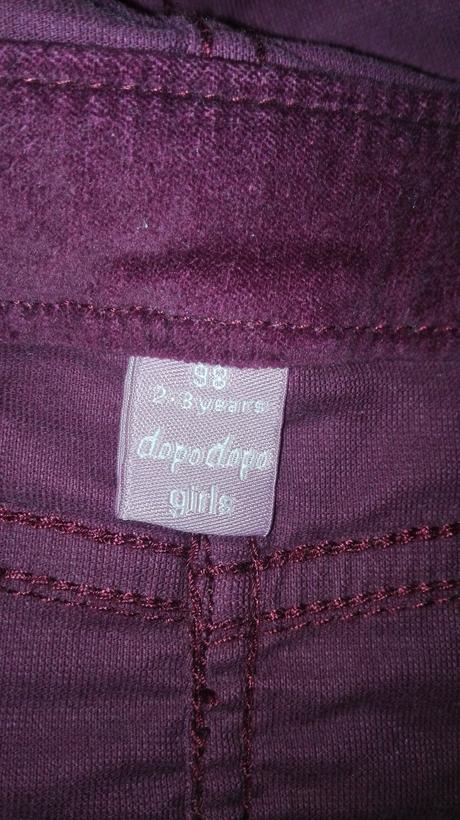 98
2-3 years
dopodopo
girls